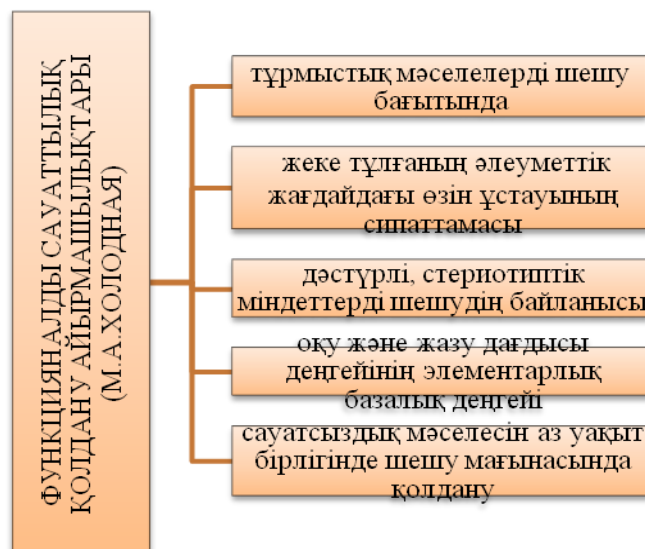 ФУНКЦИЯНАЛДЫ САУАТТЫЛЫҚ
ҚОЛДАНУ АЙЫРМАШЫЛЫҚТАРЫ
(М.А.ХОЛОДНАЯ)
тұрмыстық мәселелерді шешу
бағытында
жеке тұлғаның әлеуметтік
жағдайдағы өзін ұстауының
сипаттамасы
дәстүрлі, стериотиптік
міндеттерді шешудің байланысы
оқу және жазу дағдысы
деңгейінің элементарлық
базалық деңгейі
сауатсыздық мәселесін аз уақыт
бірлігінде шешу мағынасында
қолдану